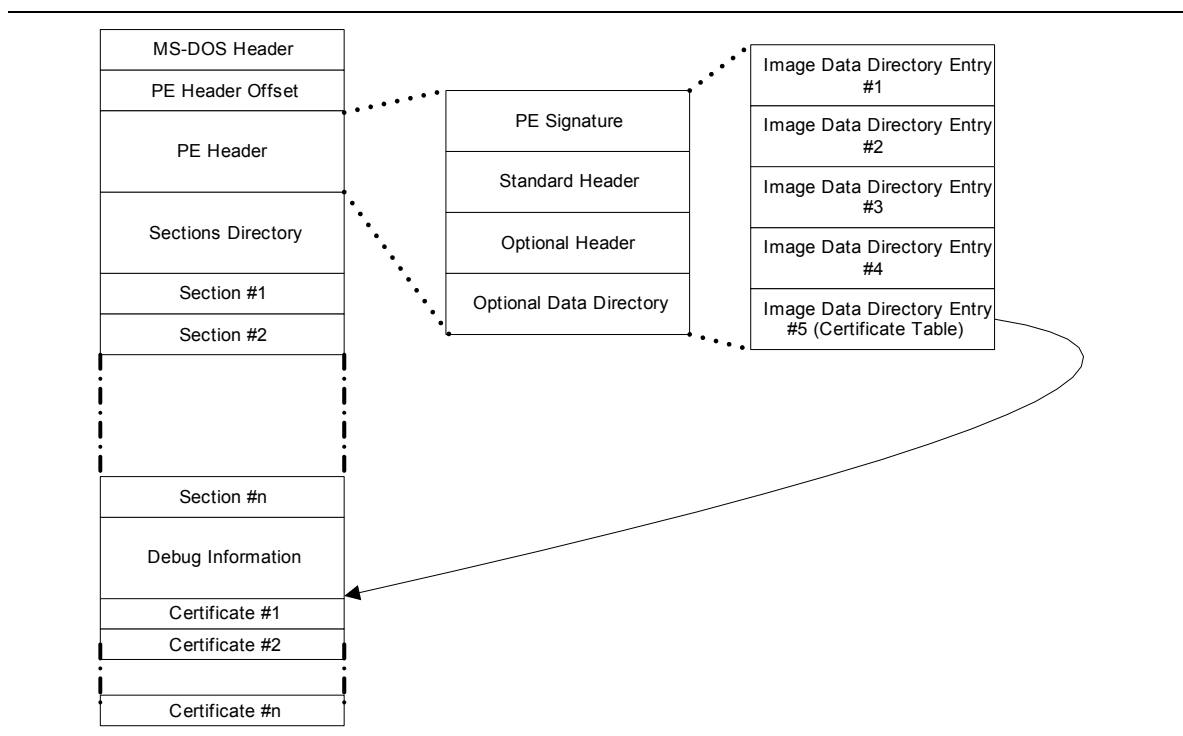 MS-DOS Header
PE Header Offset
PE Header
Sections Directory
Section #1
Section #2
Section #n
Debug Information
Certificate #1
Certificate #2
Certificate #n
PE Signature
Standard Header
Optional Header
Optional Data Directory
Image Data Directory Entry
#1
Image Data Directory Entry
#2
Image Data Directory Entry
#3
Image Data Directory Entry
#4
Image Data Directory Entry
#5 (Certificate Table)